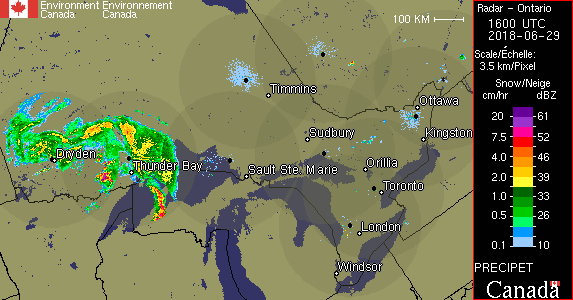 Environment Environnement
Canada Canada
100 KM
Timmins
Ottawa
Sudbury
Kingston
Dryden
Thunder Bay
Sault Ste. Marie
Orillia
Toronto
London
Windsor
Radar - Ontario
1600 UTC
2018-06-29
Scale/Échelle:
3.5 km/Pixel
Snow/Neige
cm/hr dBZ
20 61
7.5 52
4.0 46
2.0 39
1.0 33
0.5 26
0.1 10
PRECIPET
Canada